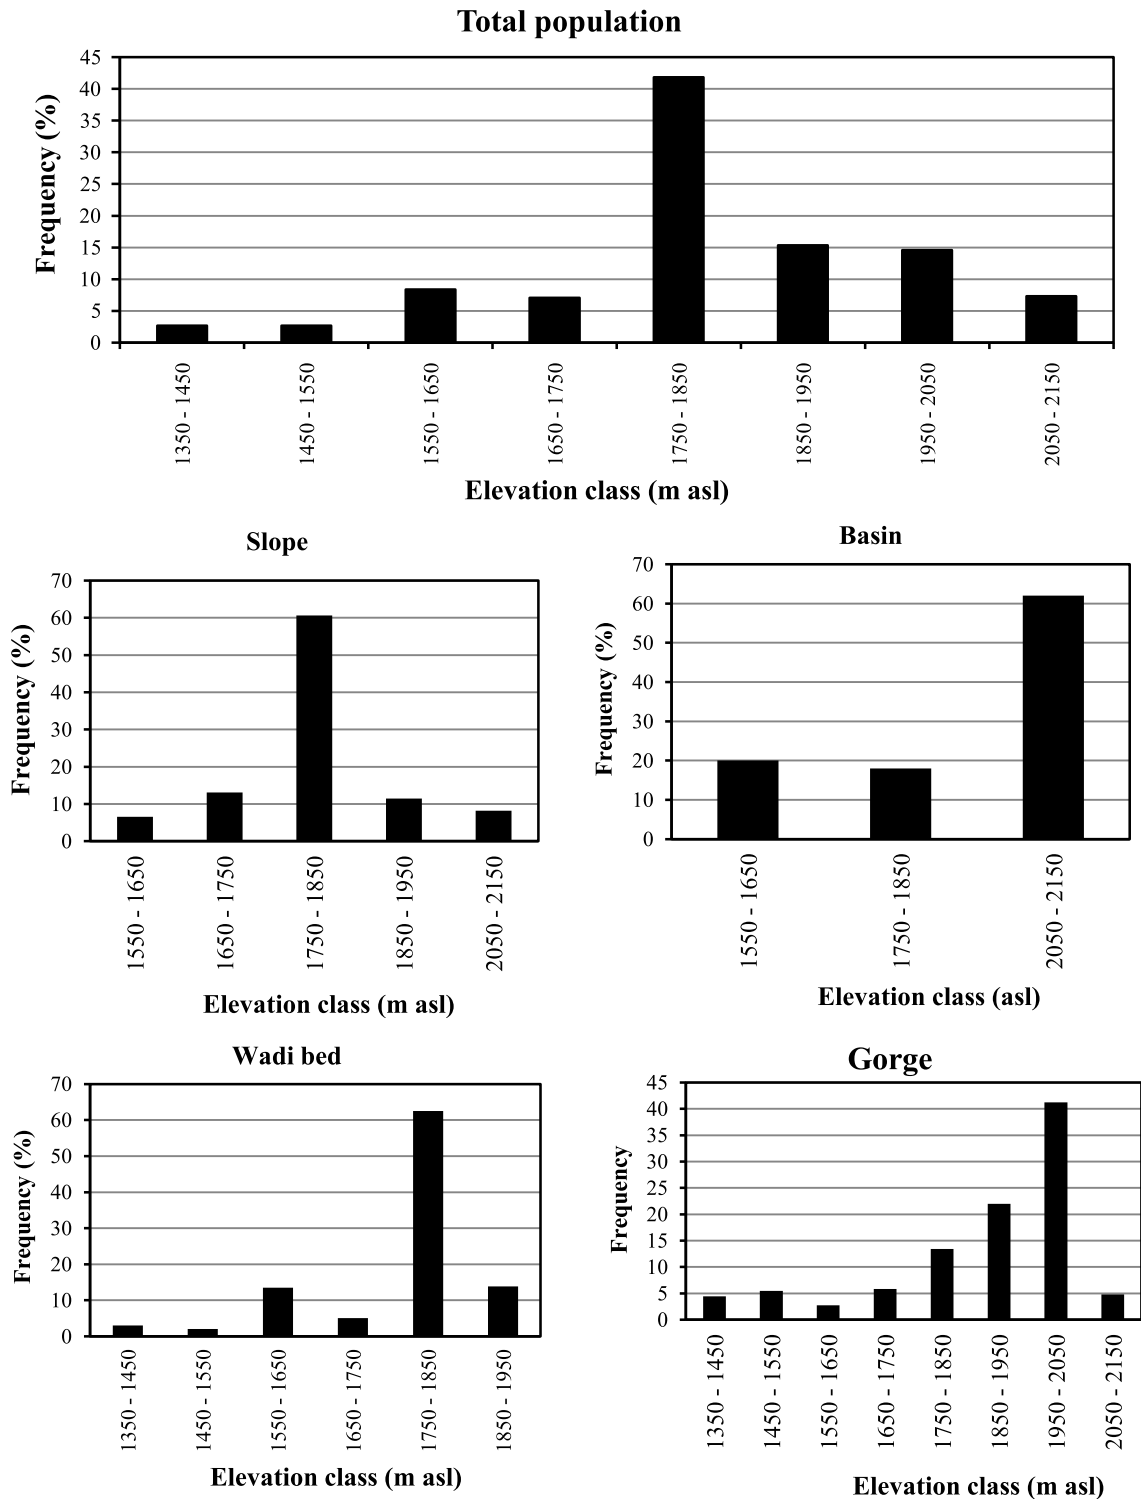 Total population
Frequency (%)
45
40
35
30
25
20
15
10
5
0
1350 - 1450
1450 - 1550
1550 - 1650
1650 - 1750
1750 - 1850
1850 - 1950
1950 - 2050
2050 - 2150
Elevation class (m asl)
Slope
Frequency (%)
70
60
50
40
30
20
10
0
1550 - 1650
1650 - 1750
1750 - 1850
1850 - 1950
2050 - 2150
Elevation class (m asl)
Basin
Frequency (%)
70
60
50
40
30
20
10
0
1550 - 1650
1750 - 1850
2050 - 2150
Elevation class (asl)
Wadi bed
Frequency (%)
70
60
50
40
30
20
10
0
1350 - 1450
1450 - 1550
1550 - 1650
1650 - 1750
1750 - 1850
1850 - 1950
Elevation class (m asl)
Gorge
Frequency
45
40
35
30
25
20
15
10
5
0
1350 - 1450
1450 - 1550
1550 - 1650
1650 - 1750
1750 - 1850
1850 - 1950
1950 - 2050
2050 - 2150
Elevation class (m asl)